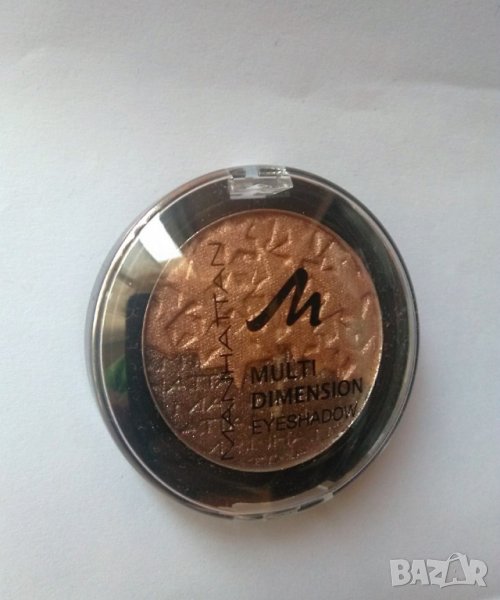 MANHATTAN
M
MULTI
DIMENSION
EYESHADOW
BAZAR